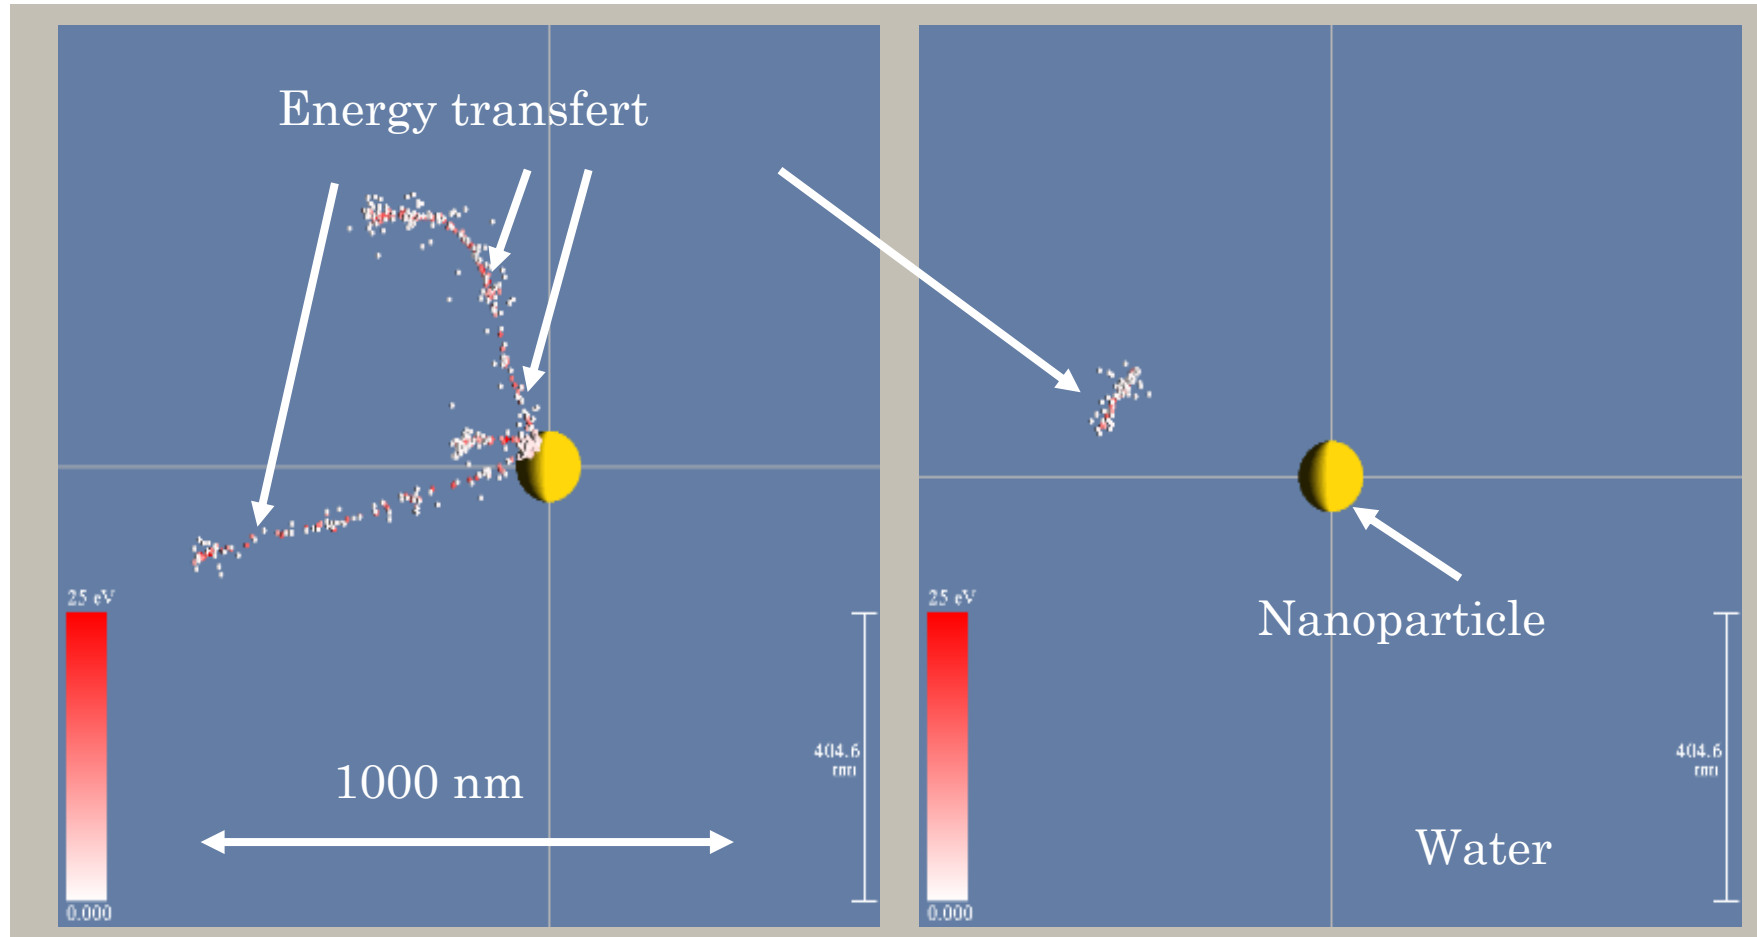 Energy transfert
25 eV
404.6
nm
1000 nm
0.000
25 eV
Nanoparticle
404.6
nm
Water
0.000